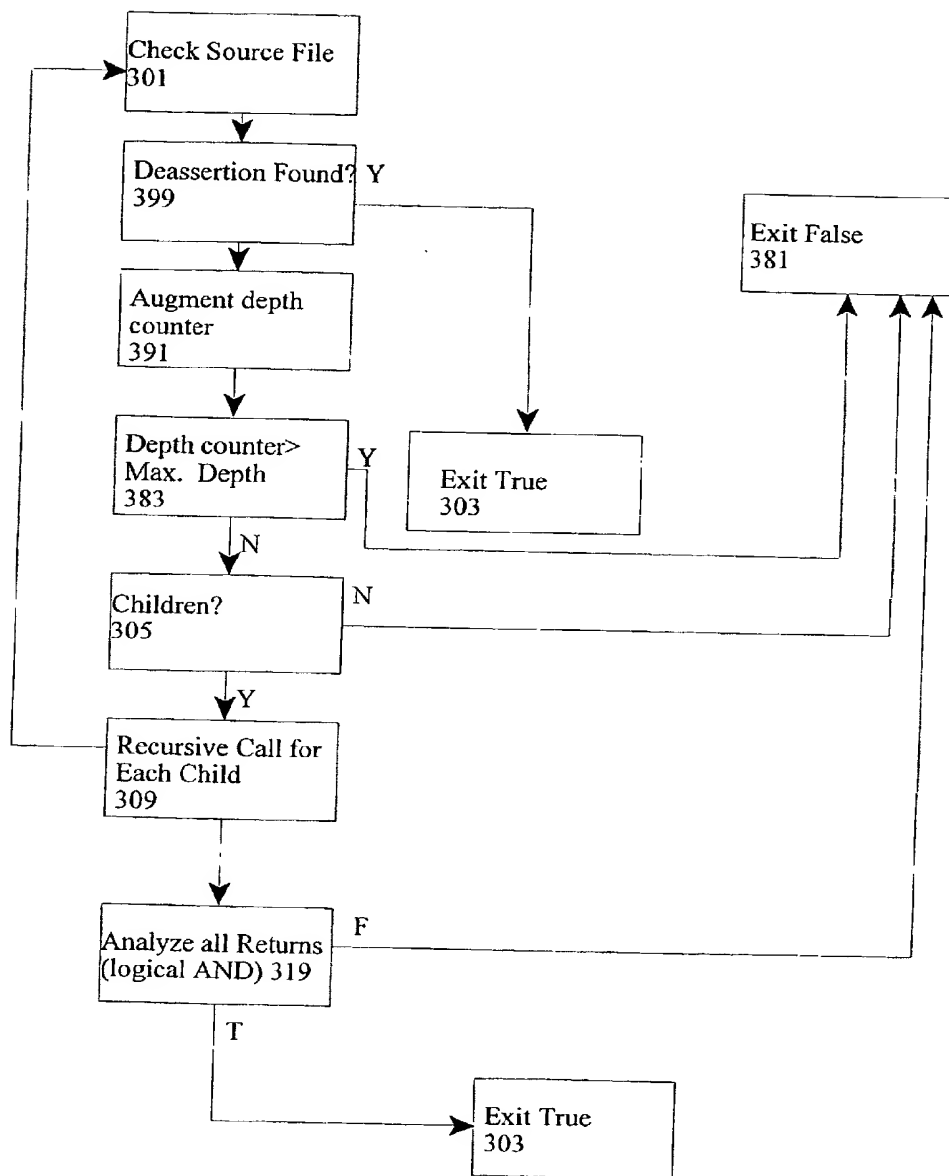 Check Source File
301
Deassertion Found? Y
399
Exit False
381
Augment depth
counter
391
Depth counter>
Max. Depth
383
Y
Exit True
303
N
Children?
305
N
Y
Recursive Call for
Each Child
309
Analyze all Returns
(logical AND) 319
F
T
Exit True
303